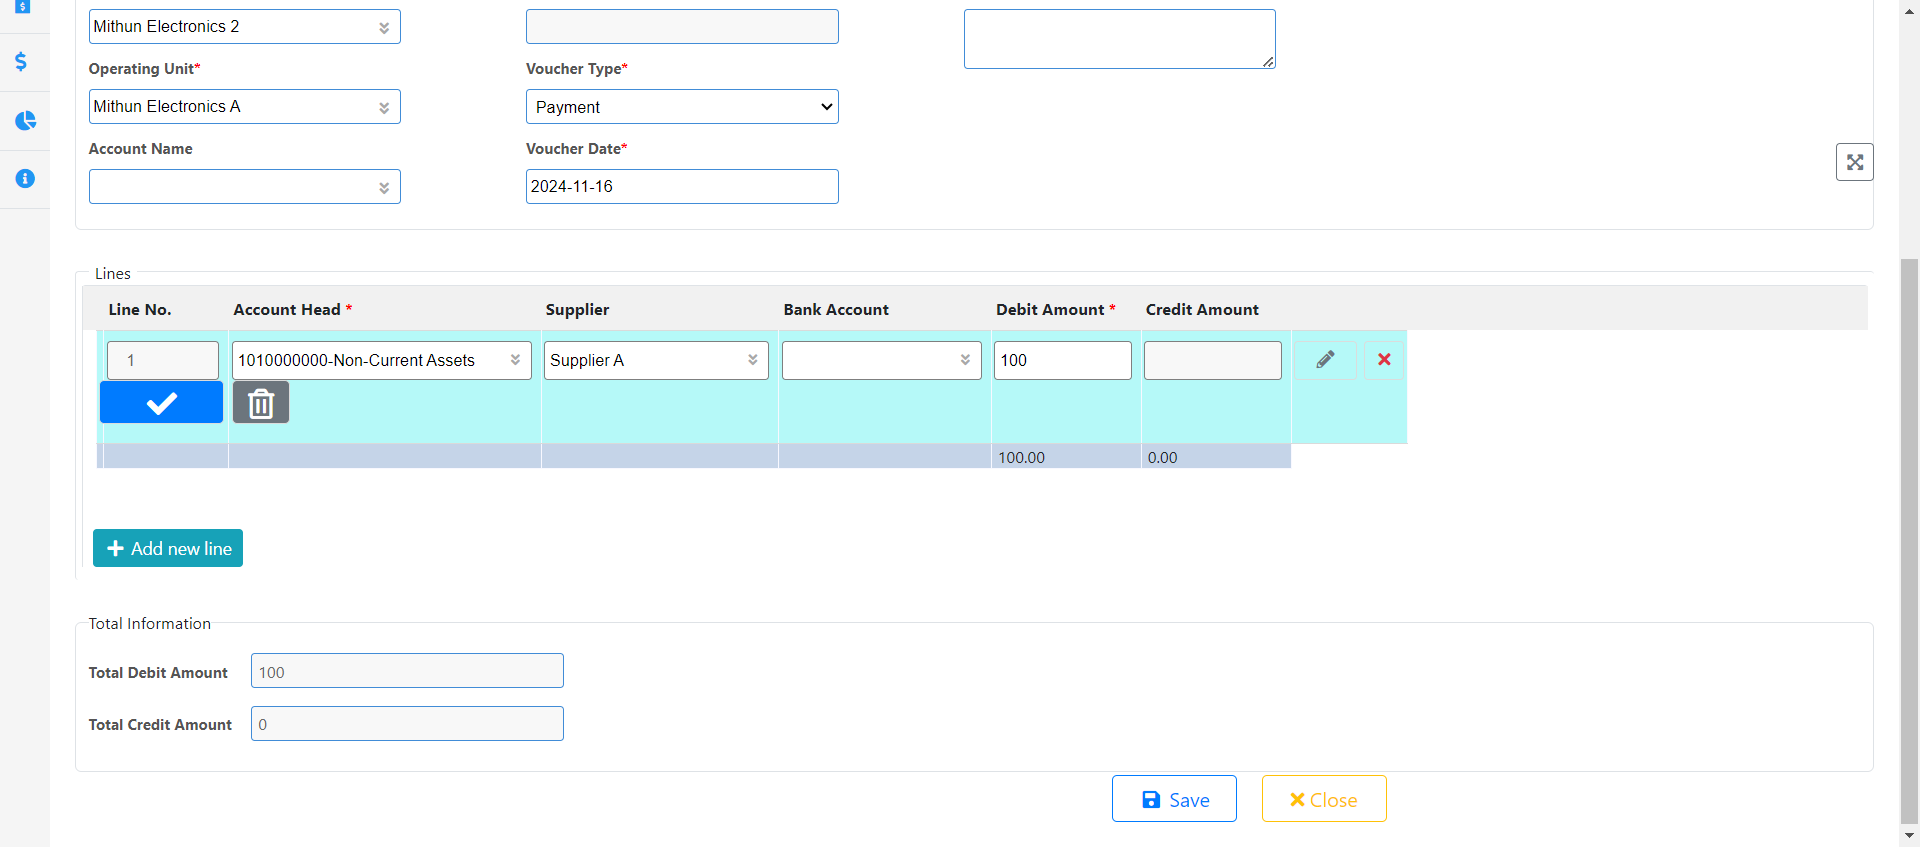 Mithun Electronics 2
Operating Unit*
Voucher Type*
Mithun Electronics A
Payment
Account Name
Voucher Date*
2024-11-16
Lines
Line No. Account Head * Supplier Bank Account Debit Amount * Credit Amount
1 1010000000-Non-Current Assets Supplier A 100
100.00 0.00
Add new line
Total Information
Total Debit Amount 100
Total Credit Amount 0
Save Close